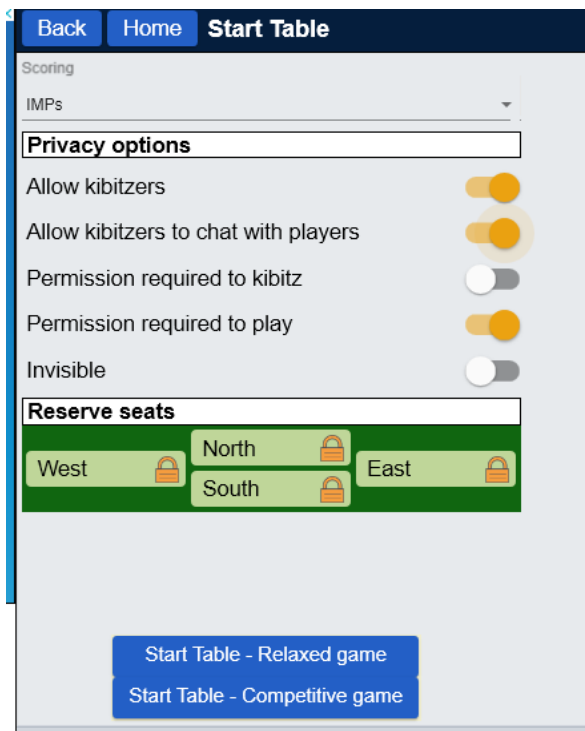 Back Home Start Table
Scoring
IMPs
Privacy options
Allow kibitzers
Allow kibitzers to chat with players
Permission required to kibitz
Permission required to play
Invisible
Reserve seats
North
West East
South
Start Table - Relaxed game
Start Table - Competitive game